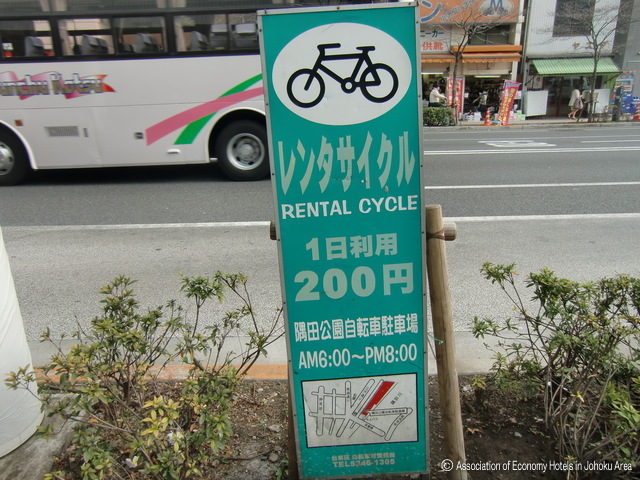 レンタサイクル
RENTAL CYCLE
1日利用
200円
隅田公園自転車駐車場
AM6:00〜PM8:00
TEL5246-1305
© Association of Economy Hotels in Johoku Area